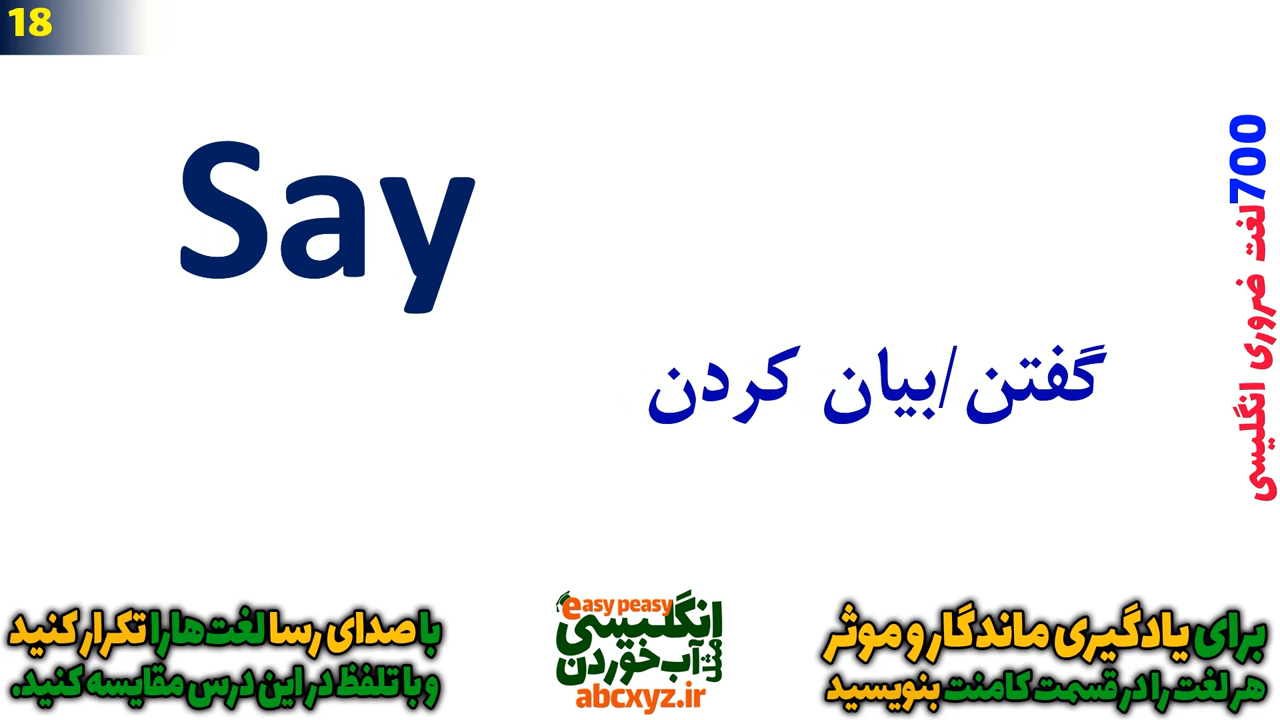 18
Say
گفتن/بیان کردن
700 لغت ضروری انگلیسی
برای یادگیری ماندگار و موثر
هر لغت را در قسمت کامنت بنویسید
easy peasy
انگلیسی
مثل آب خوردن
abcxyz.ir
با صدای رسا لغت‌ها را تکرار کنید
و با تلفظ در این درس مقایسه کنید.